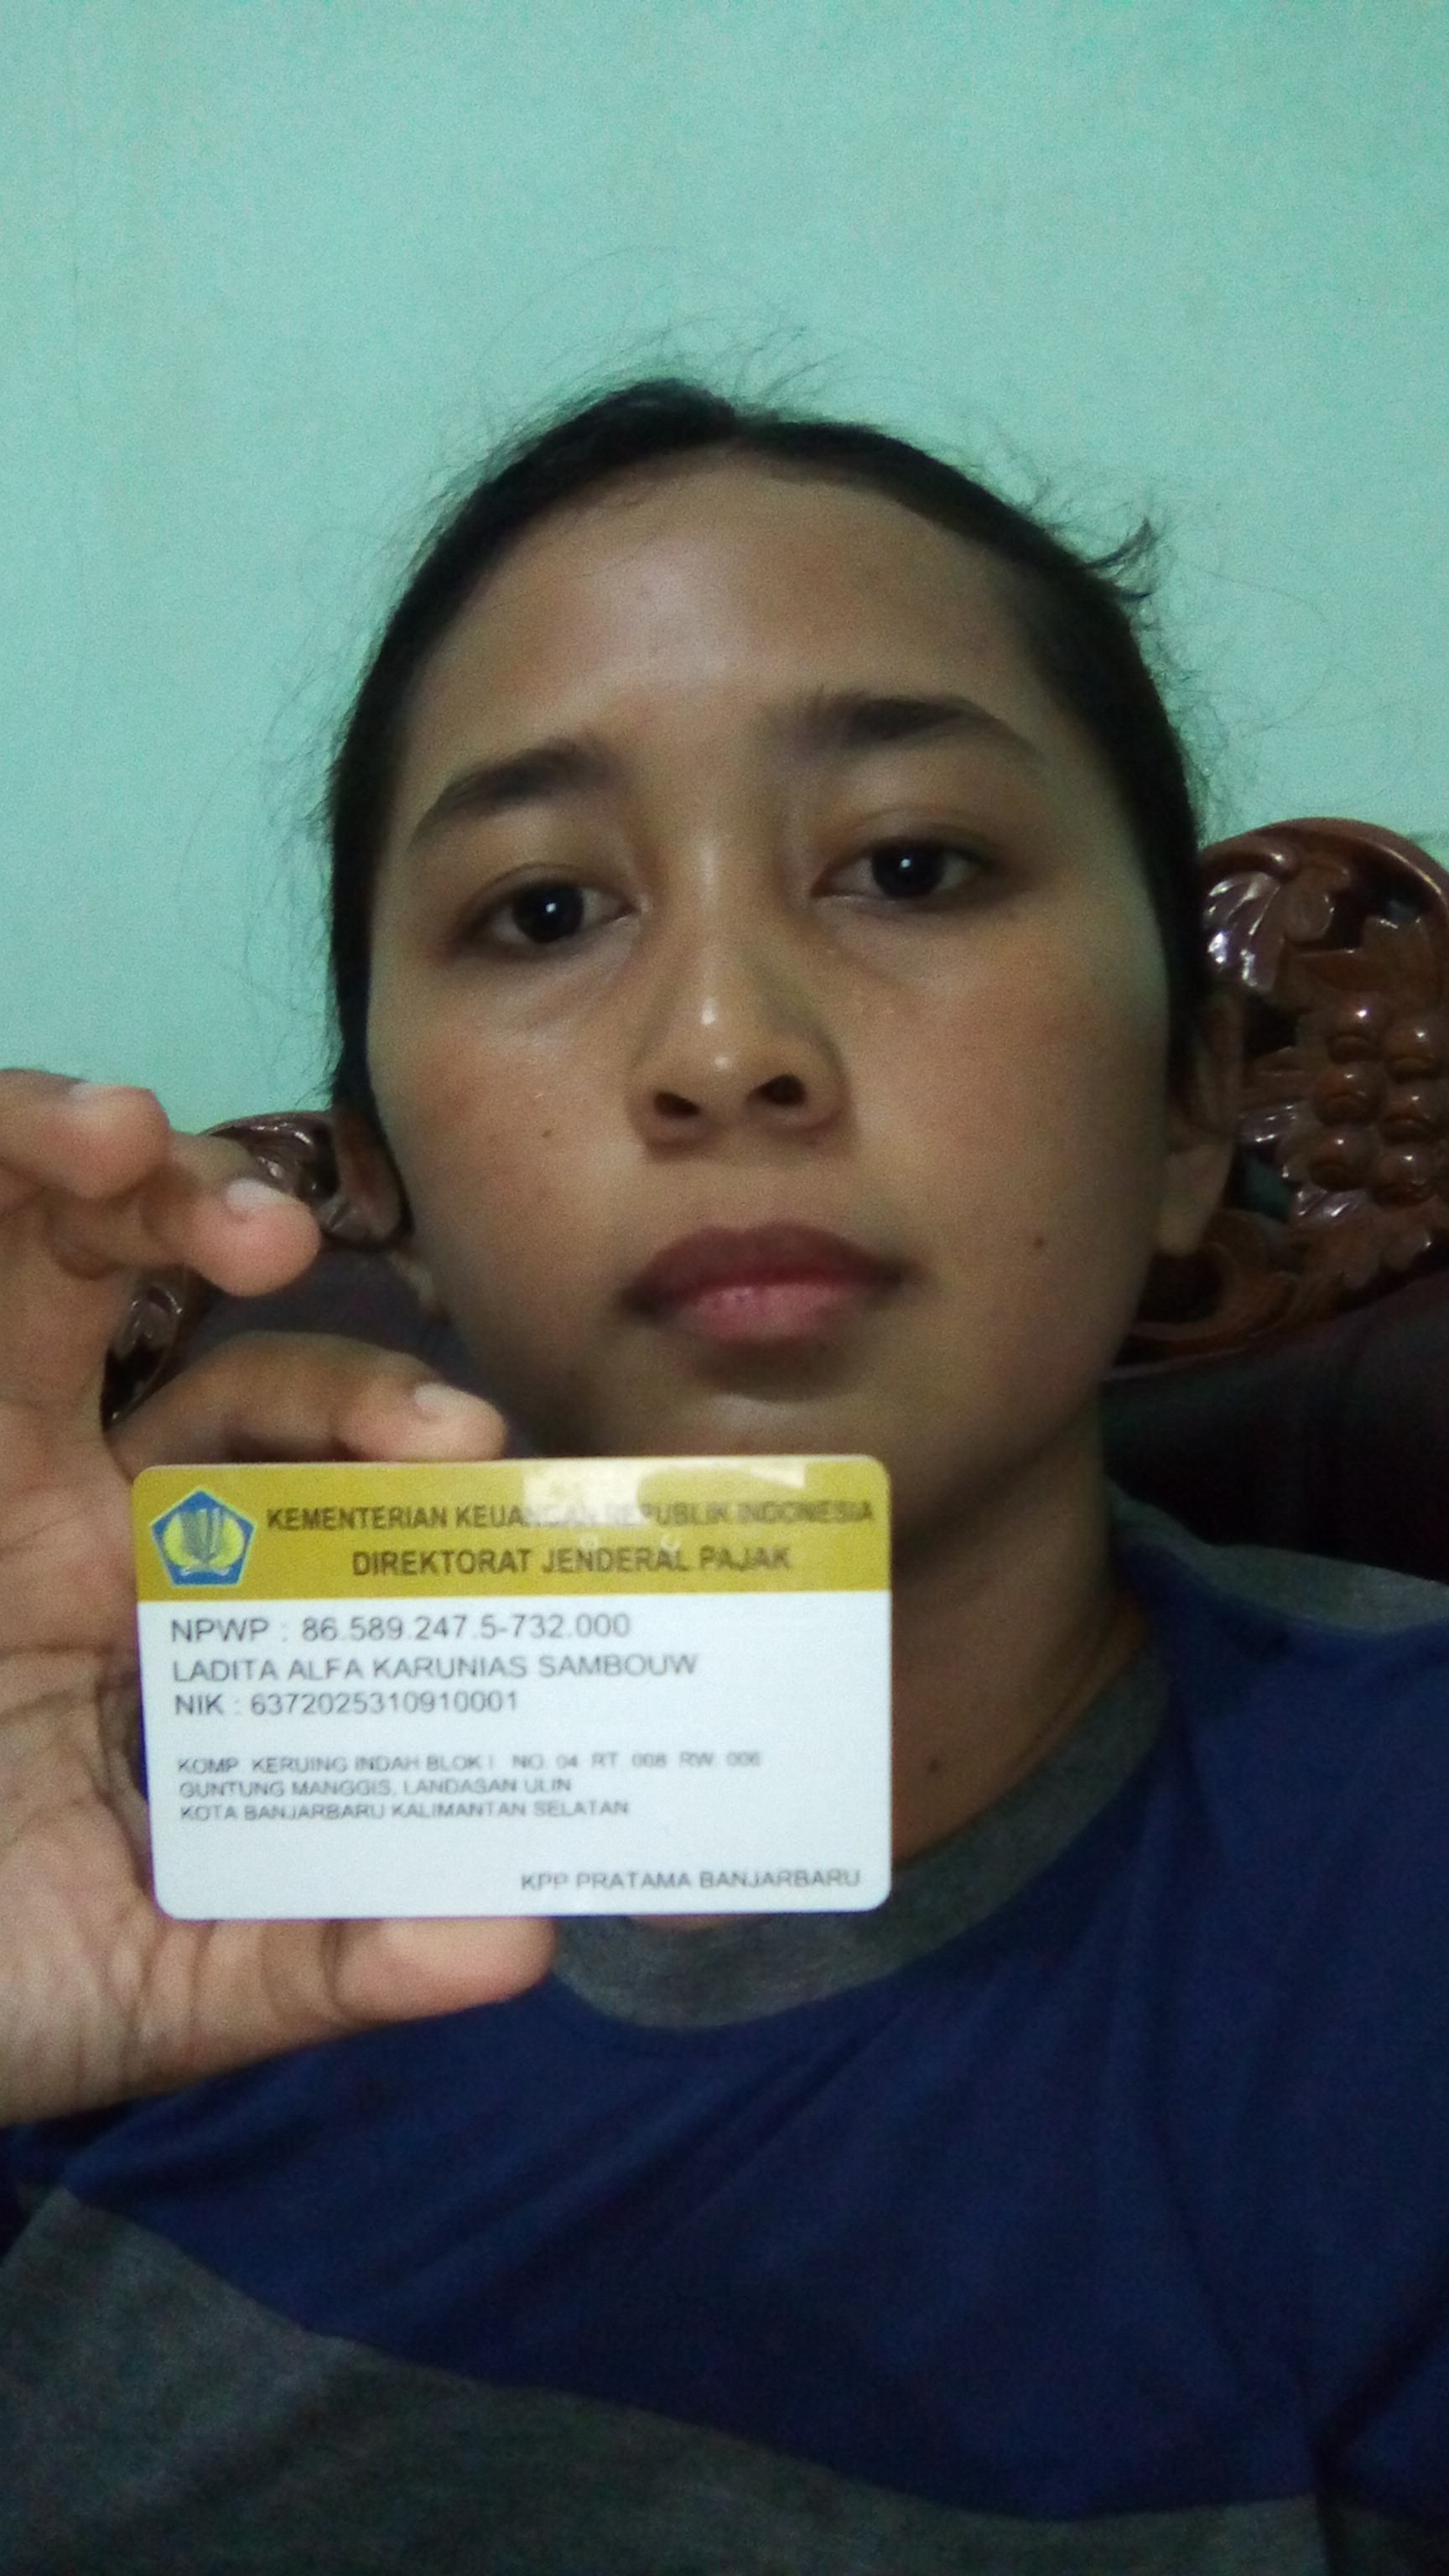 KEMENTERIAN KEUANGAN REPUBLIK INDONESIA
DIREKTORAT JENDERAL PAJAK
NPWP : 86.589.247.5-732.000
LADITA ALFA KARUNIAS SAMBOUW
NIK : 6372025310910001
KOMP. KERUING INDAH BLOK I NO. 04 RT. 008 RW. 006
GUNTUNG MANGGIS, LANDASAN ULIN
KOTA BANJARBARU KALIMANTAN SELATAN
KPP PRATAMA BANJARBARU